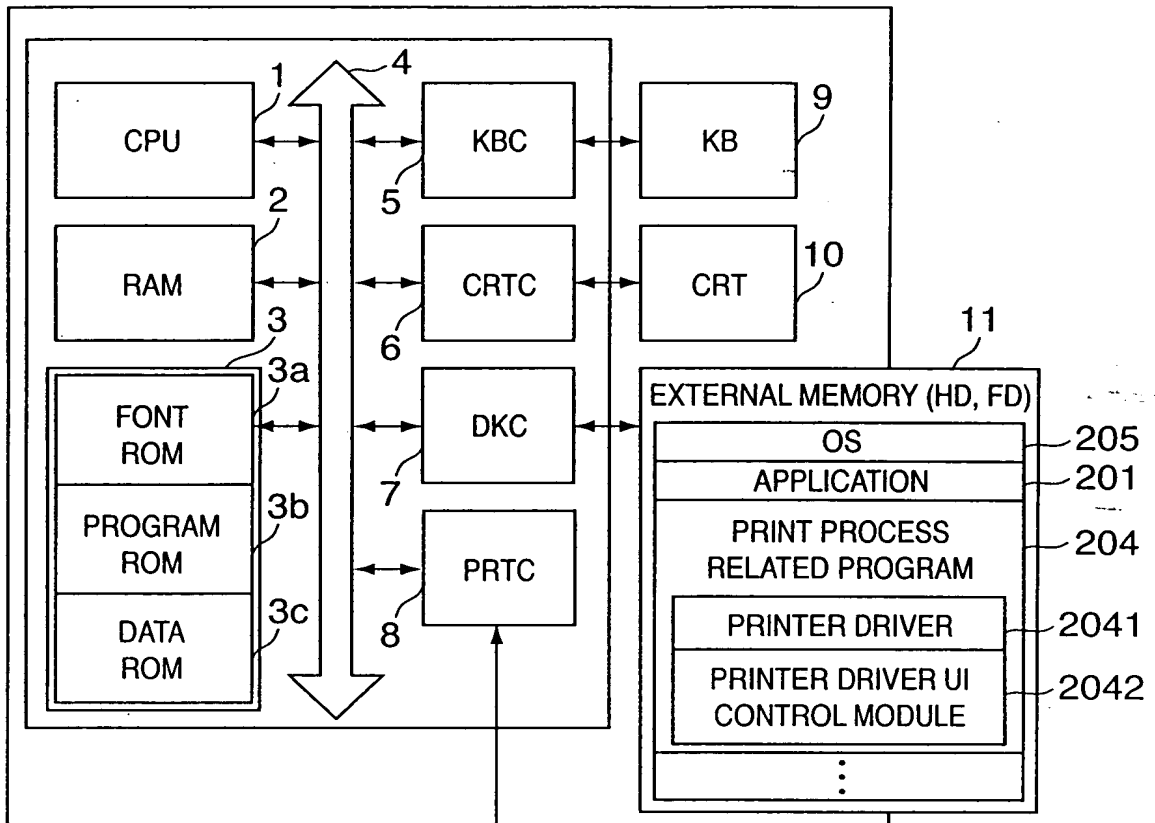 1
4
CPU
KBC
KB
9
5
2
RAM
CRTC
CRT
10
6
3
3a
FONT
ROM
3b
PROGRAM
ROM
3c
DATA
ROM
DKC
7
PRTC
8
11
EXTERNAL MEMORY (HD, FD)
OS
205
APPLICATION
201
PRINT PROCESS
RELATED PROGRAM
204
PRINTER DRIVER
2041
PRINTER DRIVER UI
CONTROL MODULE
2042